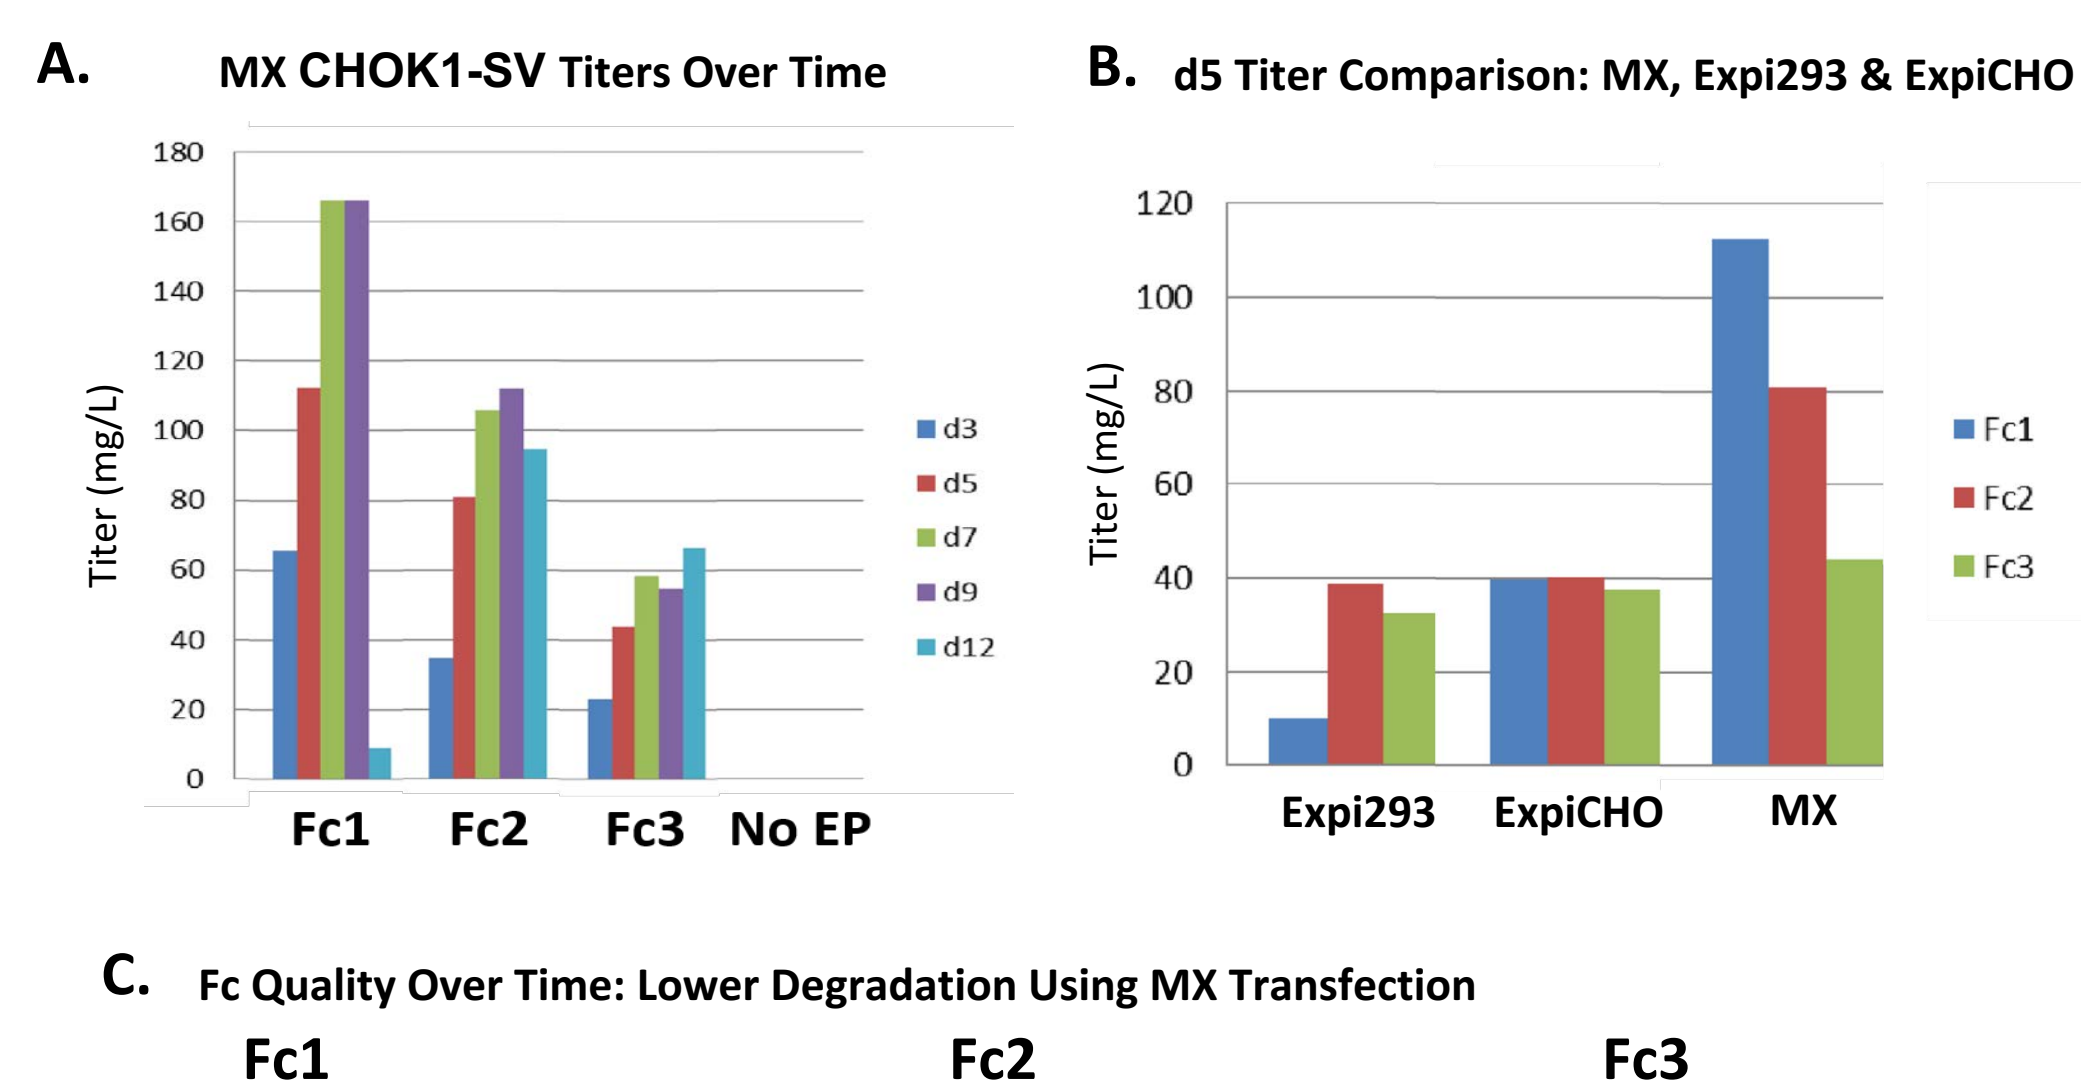 A.
MX CHOK1-SV Titers Over Time
180
160
140
120
100
80
60
40
20
0
Titer (mg/L)
Fc1
Fc2
Fc3
No EP
d3
d5
d7
d9
d12
B.
d5 Titer Comparison: MX, Expi293 & ExpiCHO
120
100
80
60
40
20
0
Titer (mg/L)
Expi293
ExpiCHO
MX
Fc1
Fc2
Fc3
C.
Fc Quality Over Time: Lower Degradation Using MX Transfection
Fc1
Fc2
Fc3